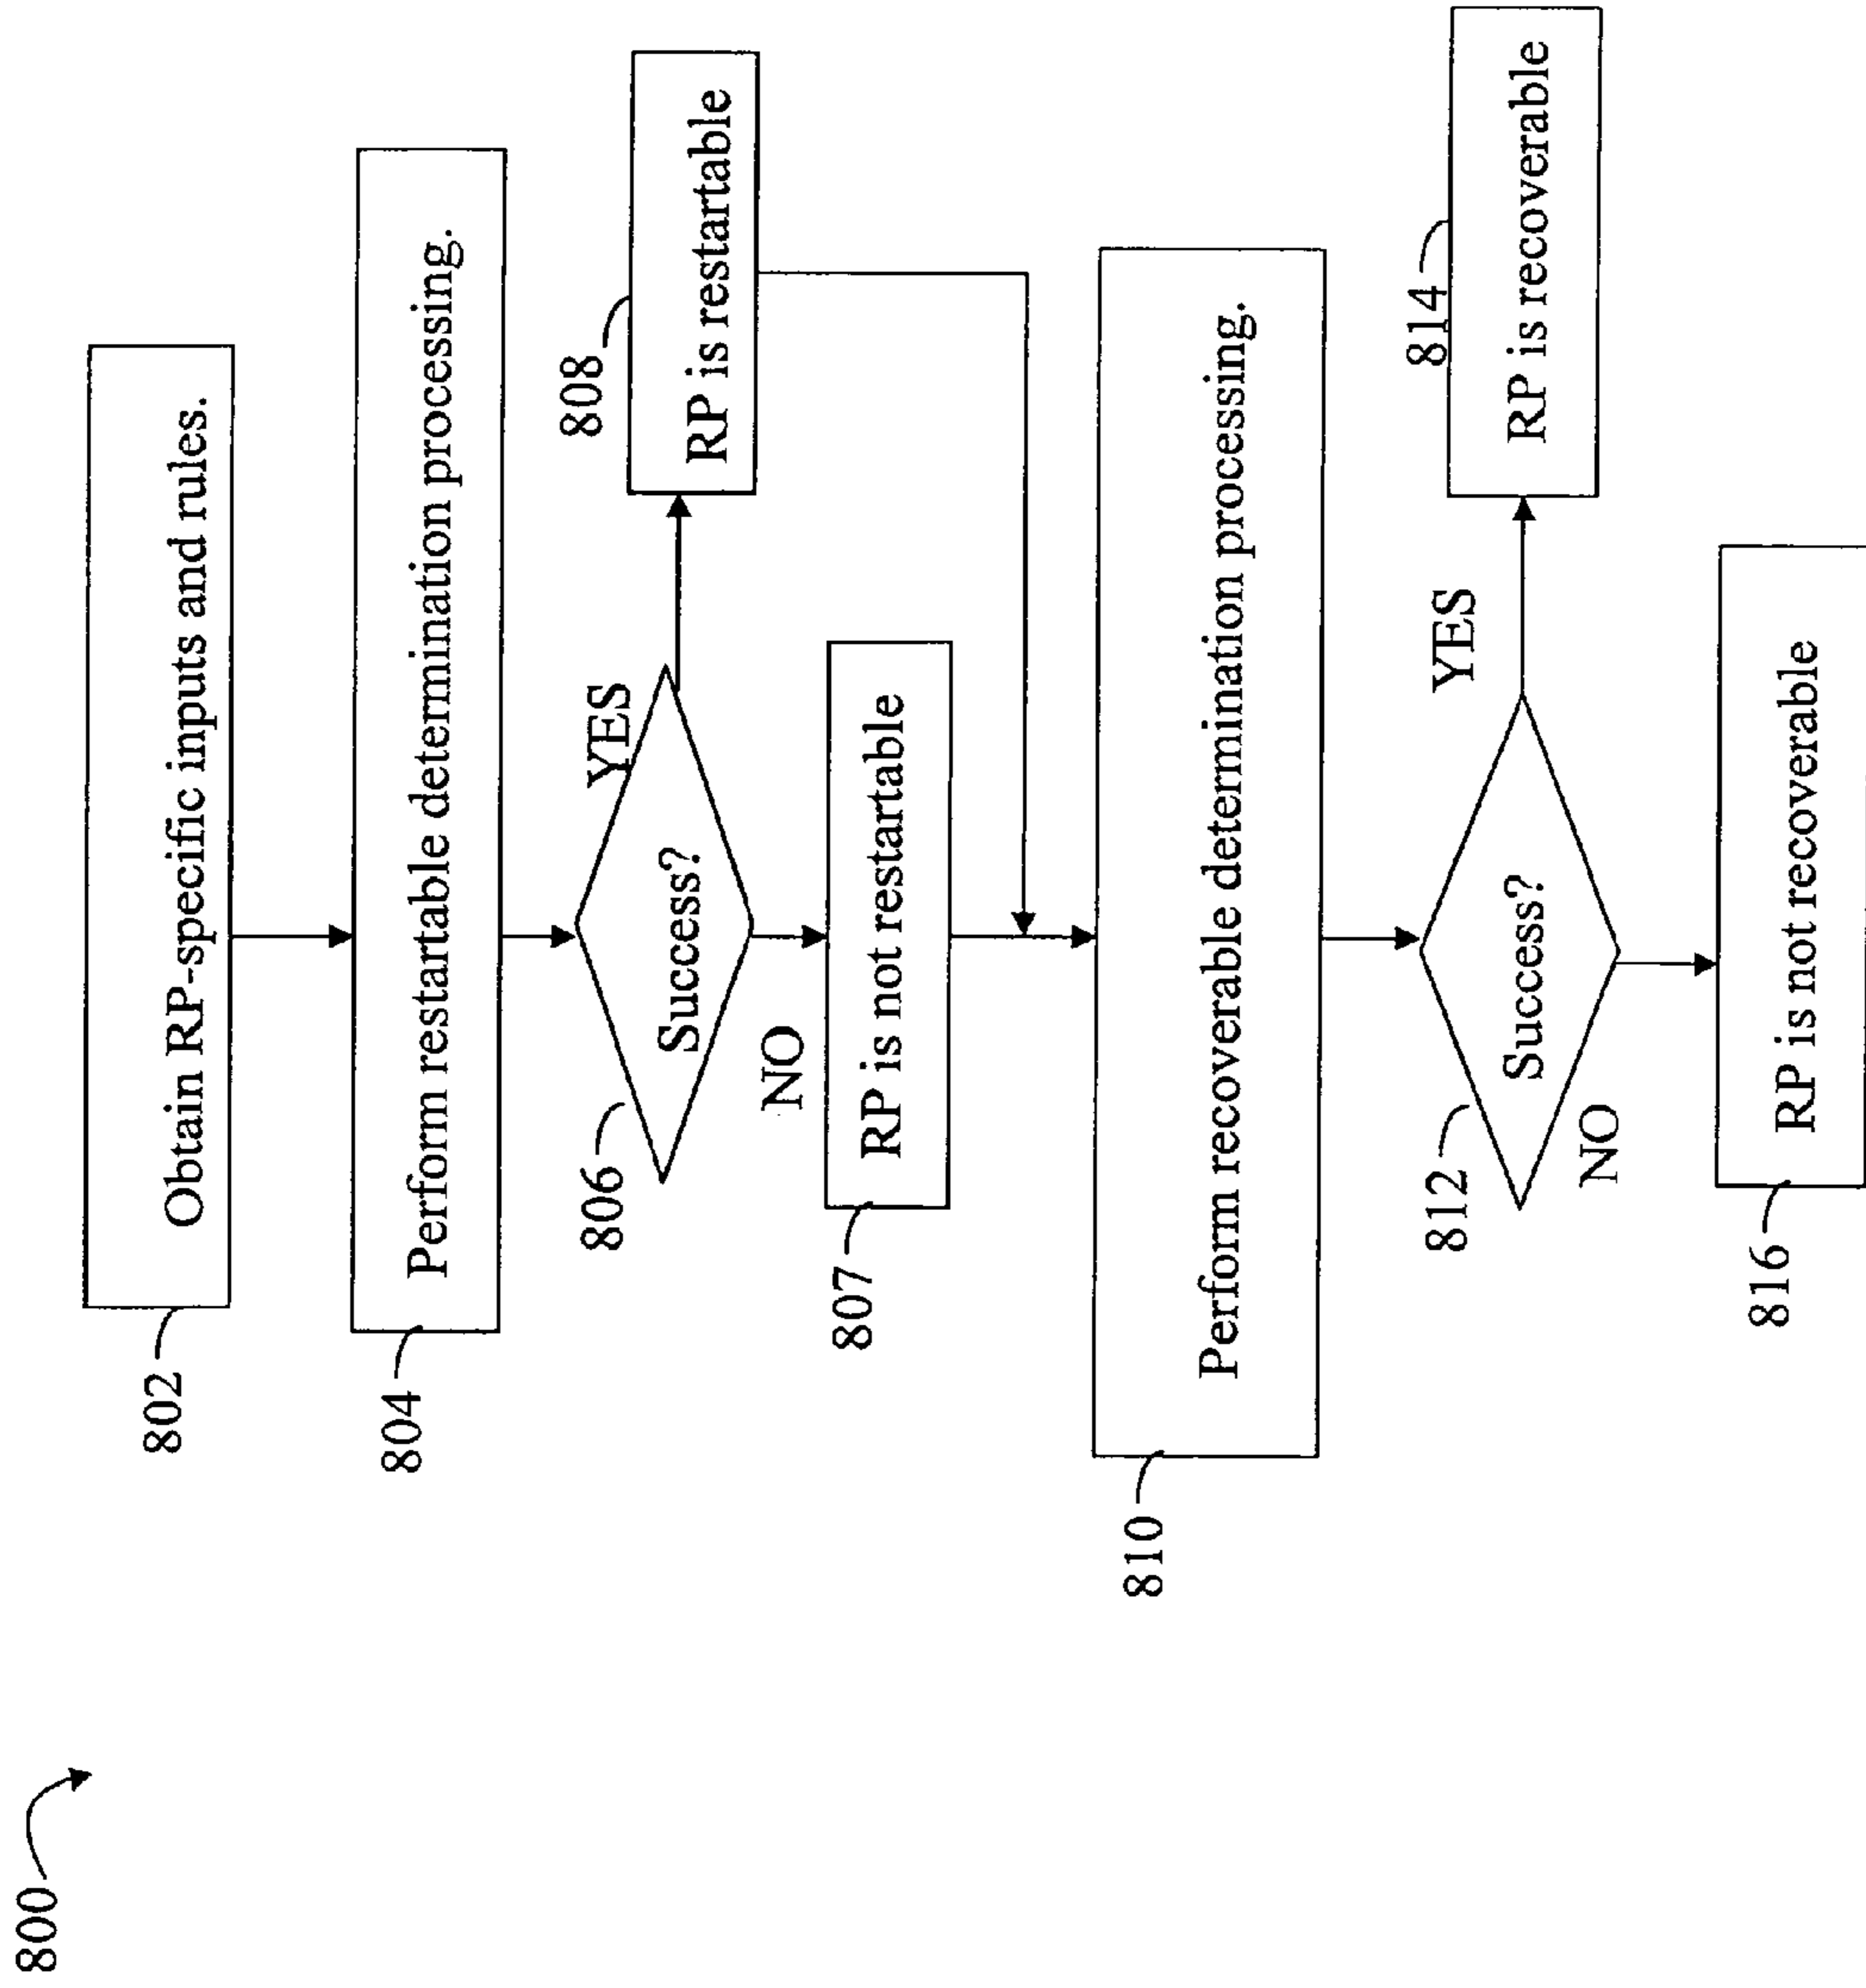 800
802
Obtain RP-specific inputs and rules.
804
Perform restartable determination processing.
806
Success?
YES
808
RP is restartable
NO
807
RP is not restartable
810
Perform recoverable determination processing.
812
Success?
YES
814
RP is recoverable
NO
816
RP is not recoverable